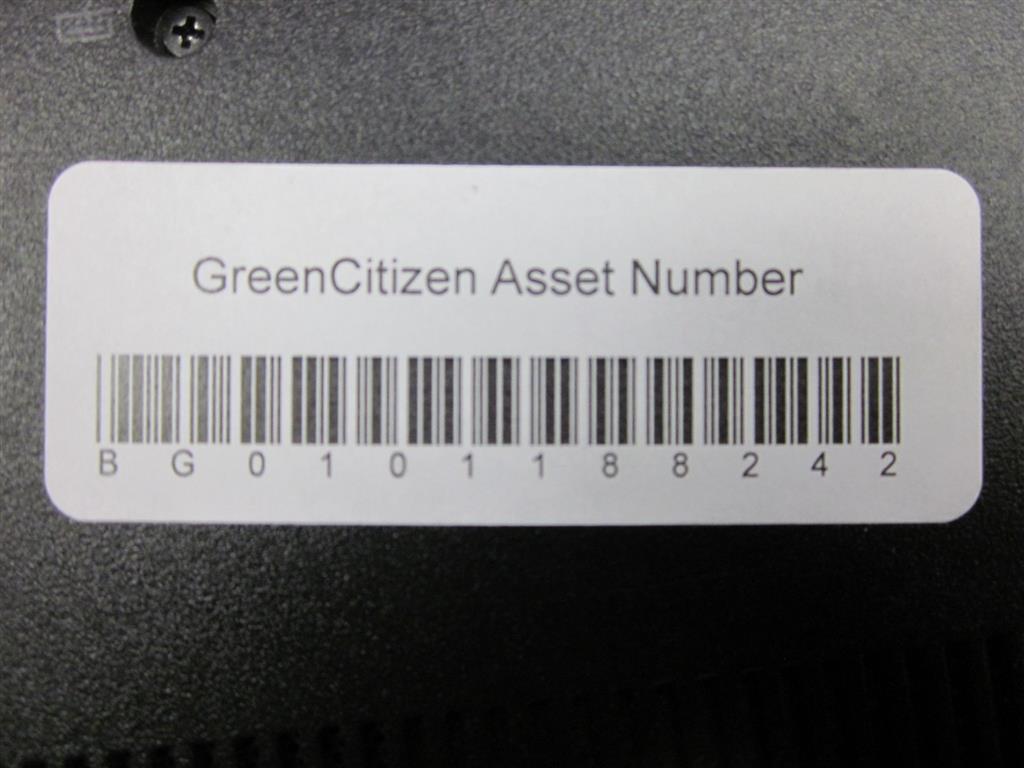 GreenCitizen Asset Number
B G 0 1 0 1 1 8 8 2 4 2